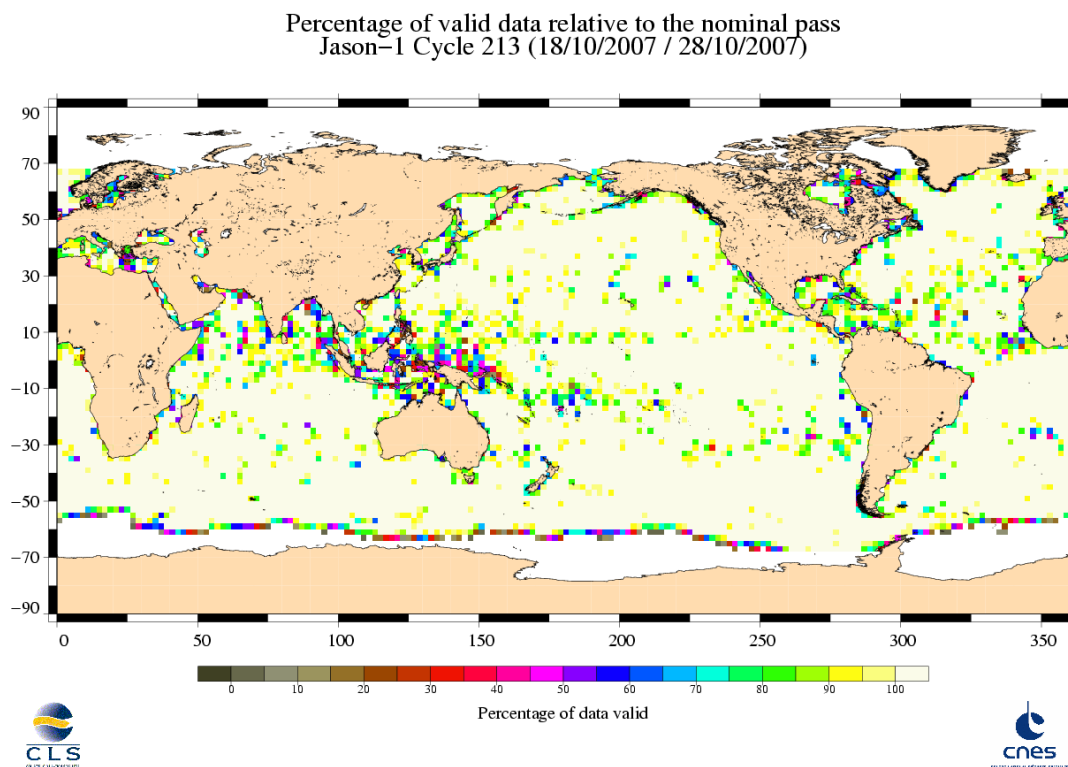 Percentage of valid data relative to the nominal pass
Jason−1 Cycle 213 (18/10/2007 / 28/10/2007)
90
70
50
30
10
−10
−30
−50
−70
−90
0 50 100 150 200 250 300 350
0 10 20 30 40 50 60 70 80 90 100
Percentage of data valid
CLS
cnes